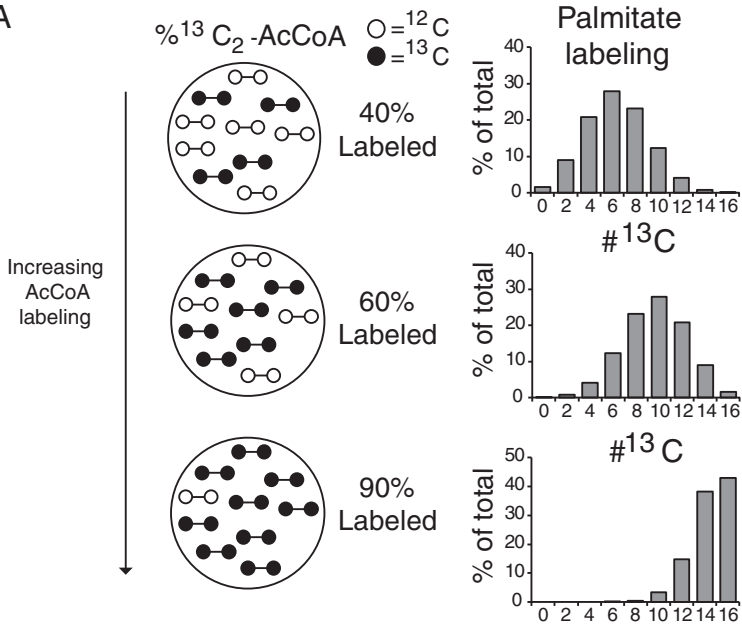 A
%13 C2 -AcCoA
=12 C
=13 C
Palmitate
labeling
Increasing
AcCoA
labeling
40%
Labeled
% of total
40
30
20
10
0
0 2 4 6 8 10 12 14 16
#13C
60%
Labeled
% of total
40
30
20
10
0
0 2 4 6 8 10 12 14 16
#13C
90%
Labeled
% of total
50
40
30
20
10
0
0 2 4 6 8 10 12 14 16